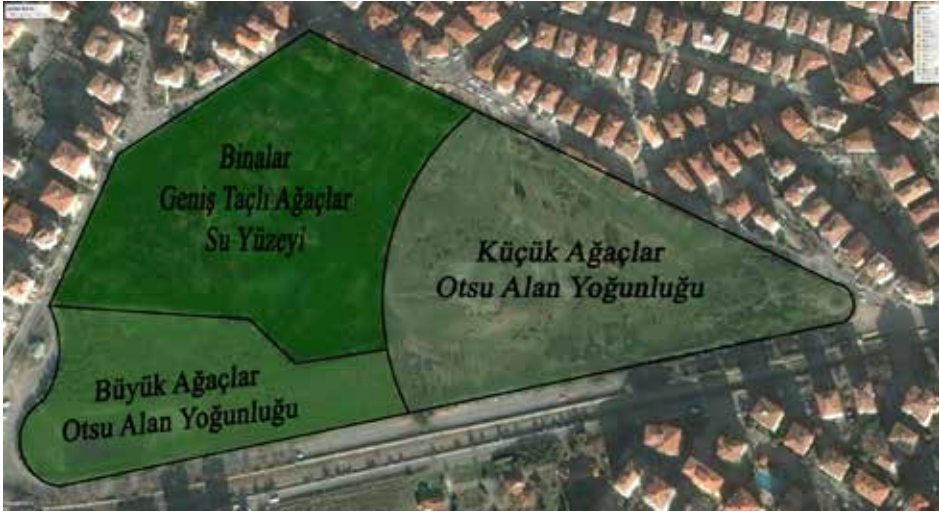 Binalar
Geniş Taçlı Ağaçlar
Su Yüzeyi
Küçük Ağaçlar
Otsu Alan Yoğunluğu
Büyük Ağaçlar
Otsu Alan Yoğunluğu